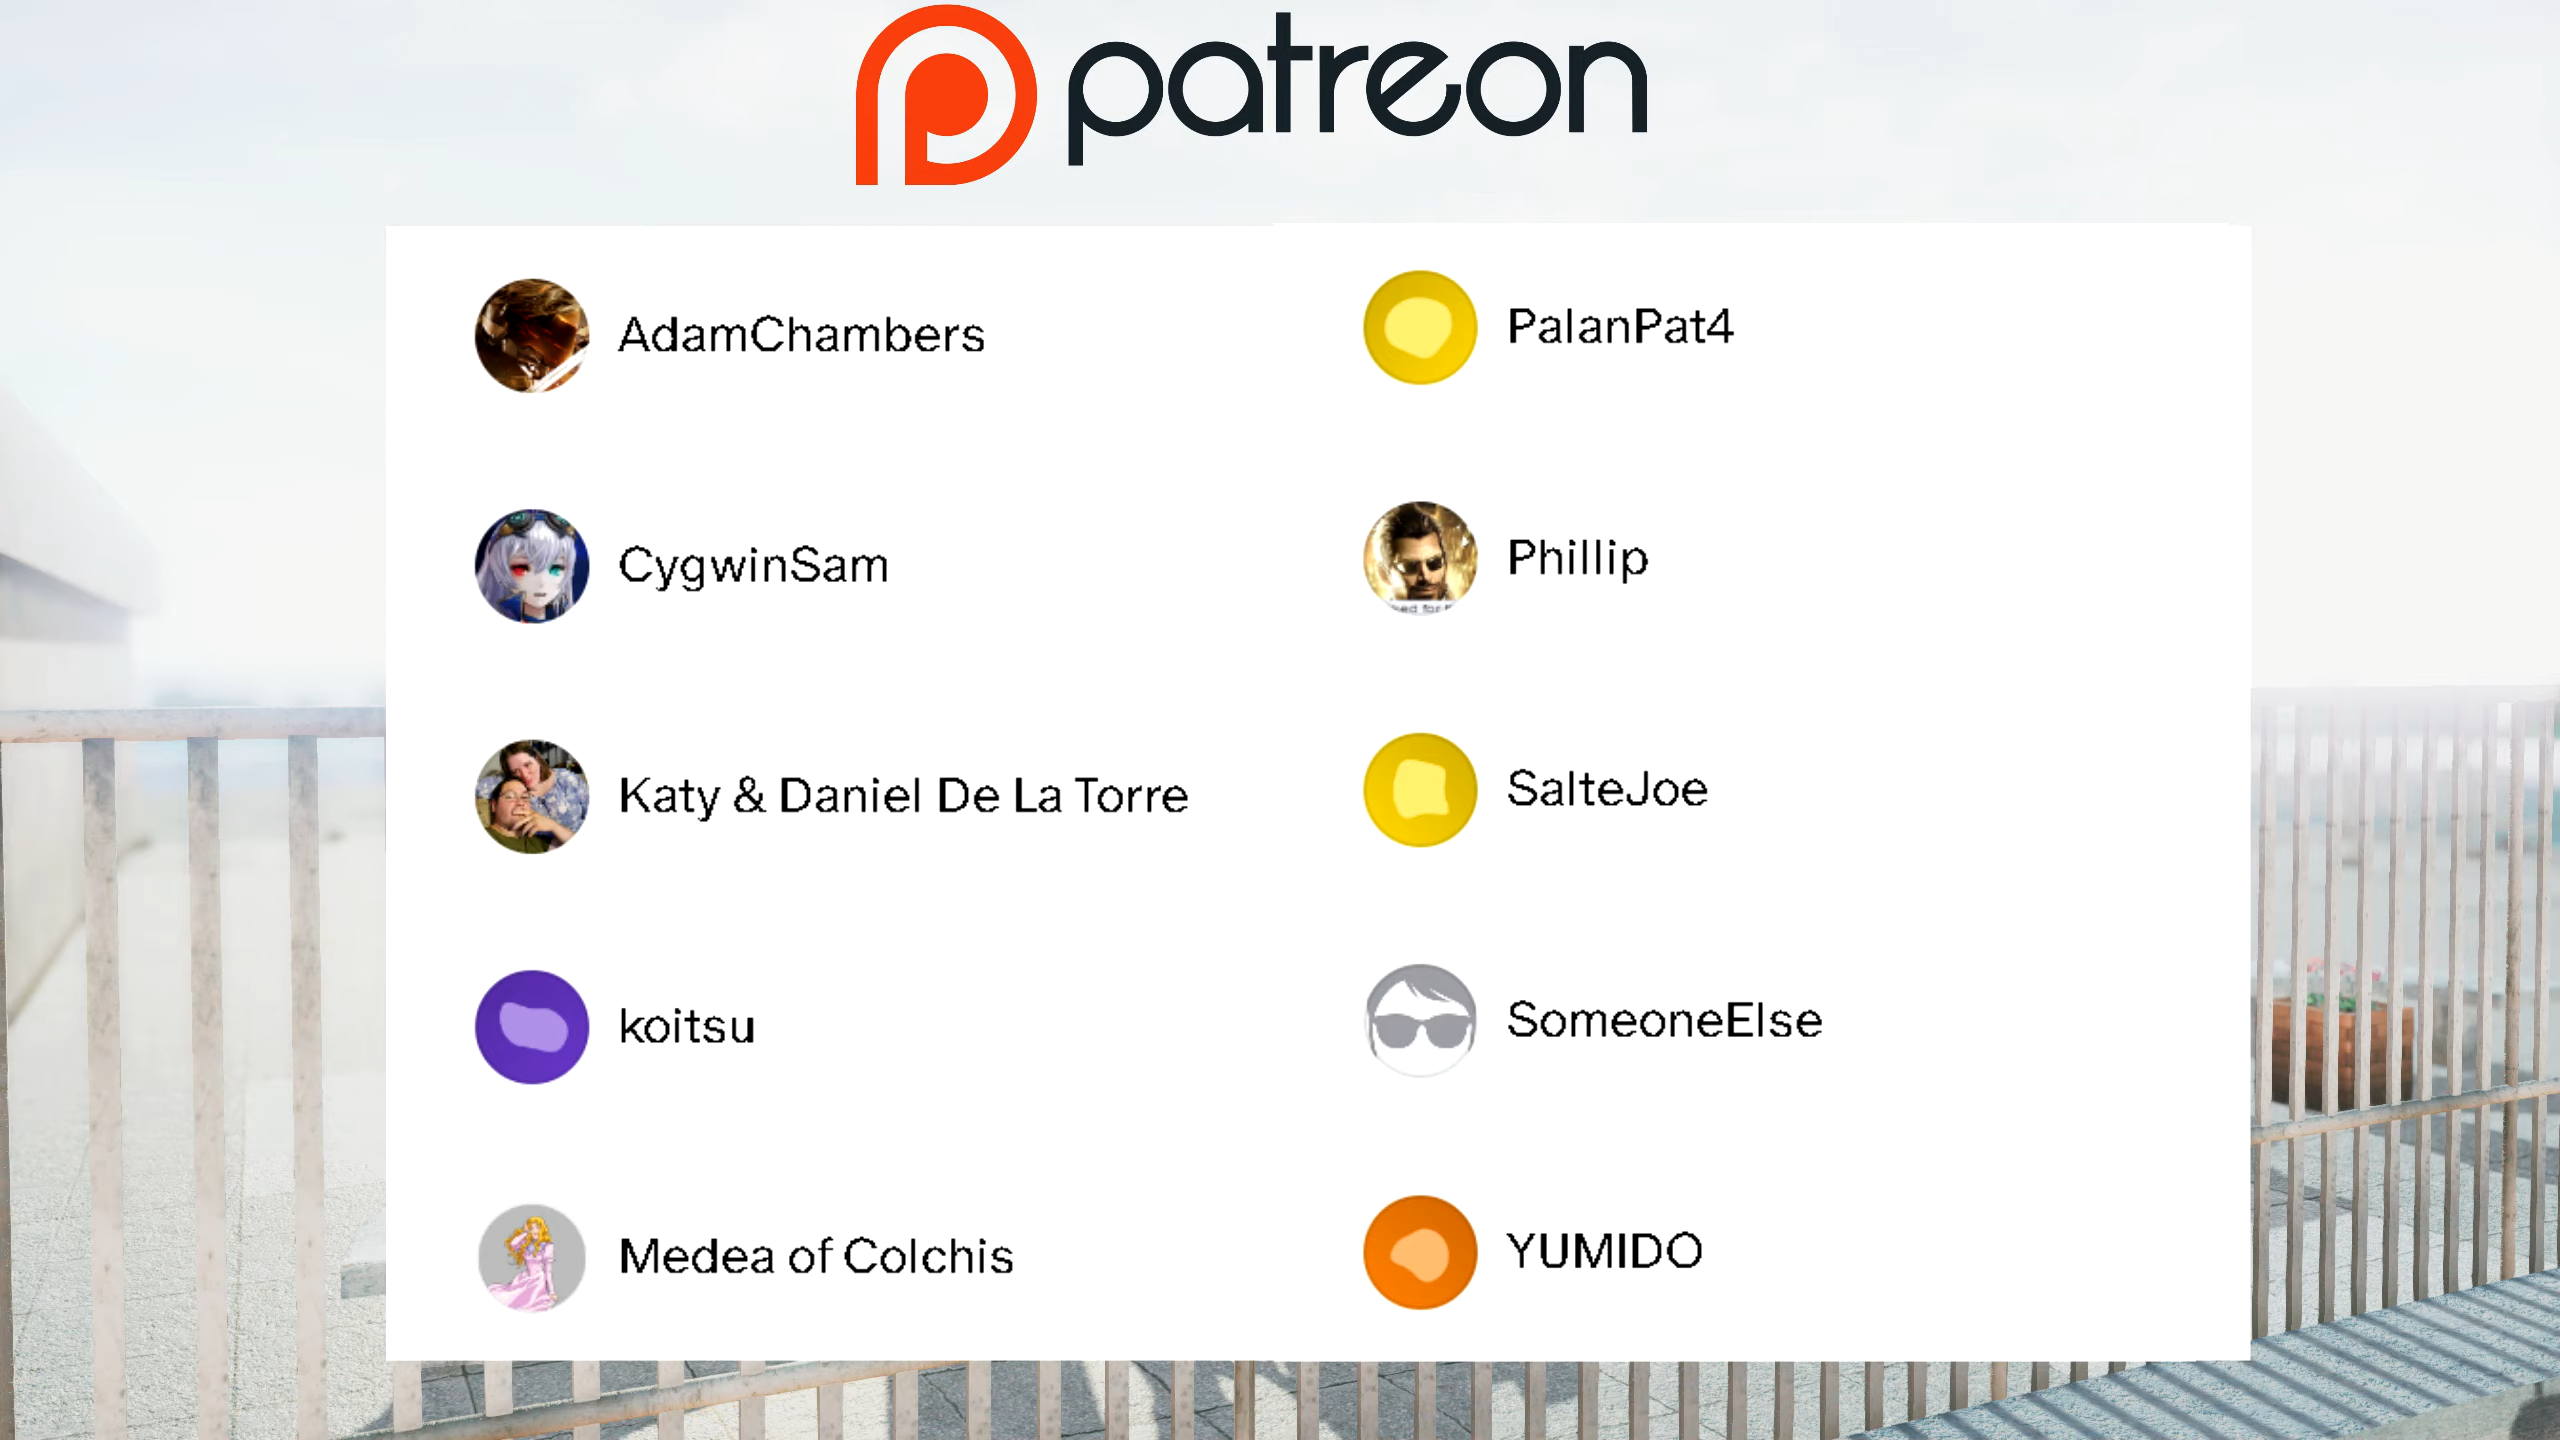 patreon
AdamChambers
CygwinSam
Katy & Daniel De La Torre
koitsu
Medea of Colchis
PalanPat4
Phillip
SalteJoe
SomeoneElse
YUMIDO